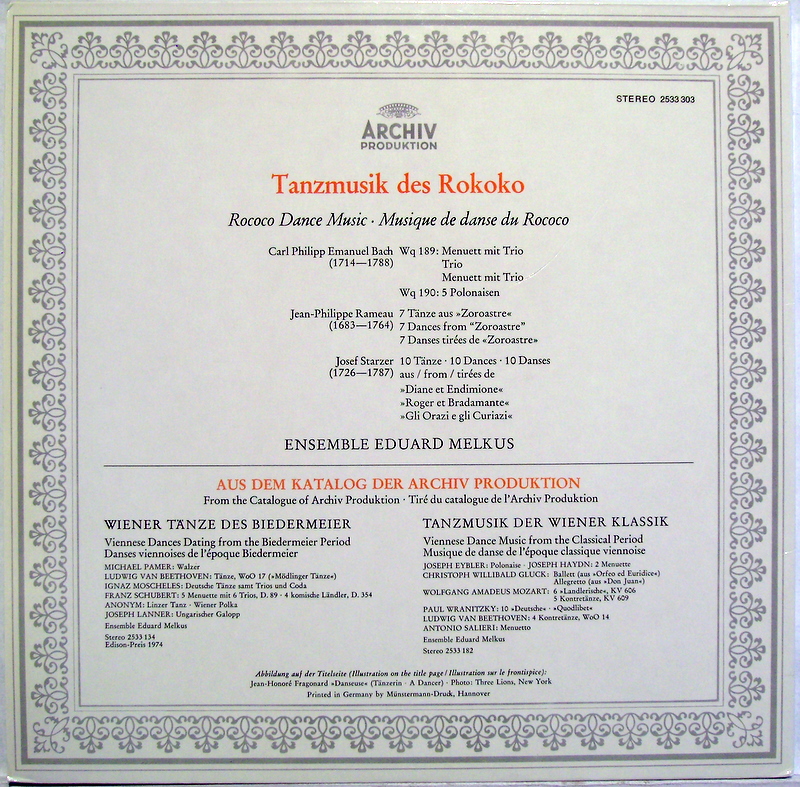 STEREO 2533 303
ARCHIV
PRODUKTION
Tanzmusik des Rokoko
Rococo Dance Music · Musique de danse du Rococo
Carl Philipp Emanuel Bach Wq 189: Menuett mit Trio
(1714—1788) Trio
Menuett mit Trio
Wq 190: 5 Polonaisen
Jean-Philippe Rameau 7 Tänze aus »Zoroastre«
(1683—1764) 7 Dances from “Zoroastre”
7 Danses tirées de «Zoroastre»
Josef Starzer 10 Tänze · 10 Dances · 10 Danses
(1726—1787) aus / from / tirées de
»Diane et Endimione«
»Roger et Bradamante«
»Gli Orazi e gli Curiazi«
ENSEMBLE EDUARD MELKUS
AUS DEM KATALOG DER ARCHIV PRODUKTION
From the Catalogue of Archiv Produktion · Tiré du catalogue de l'Archiv Produktion
WIENER TÄNZE DES BIEDERMEIER
Viennese Dances Dating from the Biedermeier Period
Danses viennoises de l'époque Biedermeier
MICHAEL PAMER: Walzer
LUDWIG VAN BEETHOVEN: Tänze, WoO 17 (»Mödlinger Tänze«)
IGNAZ MOSCHELES: Deutsche Tänze samt Trios und Coda
FRANZ SCHUBERT: 5 Menuette mit 6 Trios, D. 89 · 4 komische Ländler, D. 354
ANONYM: Linzer Tanz · Wiener Polka
JOSEPH LANNER: Ungarischer Galopp
Ensemble Eduard Melkus
Stereo 2533 134
Edison-Preis 1974
TANZMUSIK DER WIENER KLASSIK
Viennese Dance Music from the Classical Period
Musique de danse de l'époque classique viennoise
JOSEPH EYBLER: Polonaise · JOSEPH HAYDN: 2 Menuette
CHRISTOPH WILLIBALD GLUCK: Ballett (aus »Orfeo ed Euridice«)
Allegretto (aus »Don Juan«)
WOLFGANG AMADEUS MOZART: 6 »Landlerische«, KV 606
5 Kontretänze, KV 609
PAUL WRANITZKY: 10 »Deutsche« · »Quodlibet«
LUDWIG VAN BEETHOVEN: 4 Kontretänze, WoO 14
ANTONIO SALIERI: Menuetto
Ensemble Eduard Melkus
Stereo 2533 182
Abbildung auf der Titelseite (Illustration on the title page / Illustration sur le frontispice):
Jean-Honoré Fragonard »Danseuse« (Tänzerin · A Dancer) · Photo: Three Lions, New York
Printed in Germany by Münstermann-Druck, Hannover